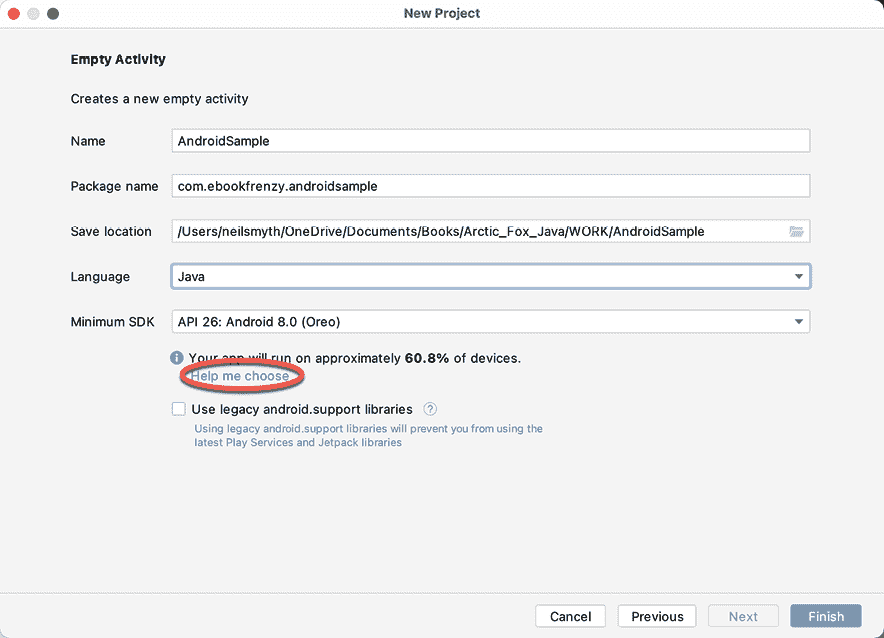 New Project
Empty Activity
Creates a new empty activity
Name AndroidSample
Package name com.ebookfrenzy.androidsample
Save location /Users/neilsmyth/OneDrive/Documents/Books/Arctic_Fox_Java/WORK/AndroidSample
Language Java
Minimum SDK API 26: Android 8.0 (Oreo)
i Your app will run on approximately 60.8% of devices.
Help me choose
Use legacy android.support libraries ?
Using legacy android.support libraries will prevent you from using the
latest Play Services and Jetpack libraries
Cancel Previous Next Finish